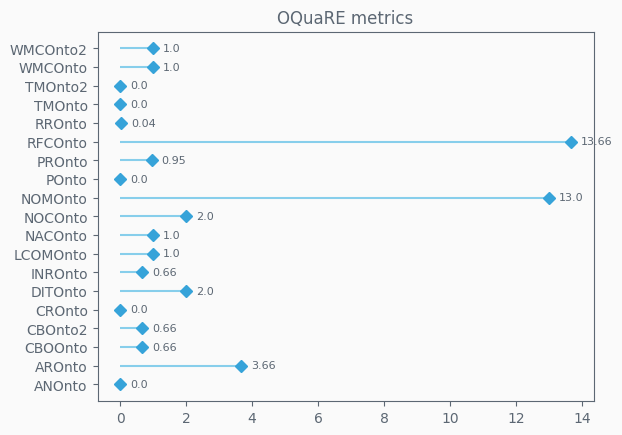 OQuaRE metrics
WMCOnto2 1.0
WMCOnto 1.0
TMOnto2 0.0
TMOnto 0.0
RROnto 0.04
RFCOnto 13.66
PROnto 0.95
POnto 0.0
NOMOnto 13.0
NOCOnto 2.0
NACOnto 1.0
LCOMOnto 1.0
INROnto 0.66
DITOnto 2.0
CROnto 0.0
CBOnto2 0.66
CBOOnto 0.66
AROnto 3.66
ANOnto 0.0
0 2 4 6 8 10 12 14